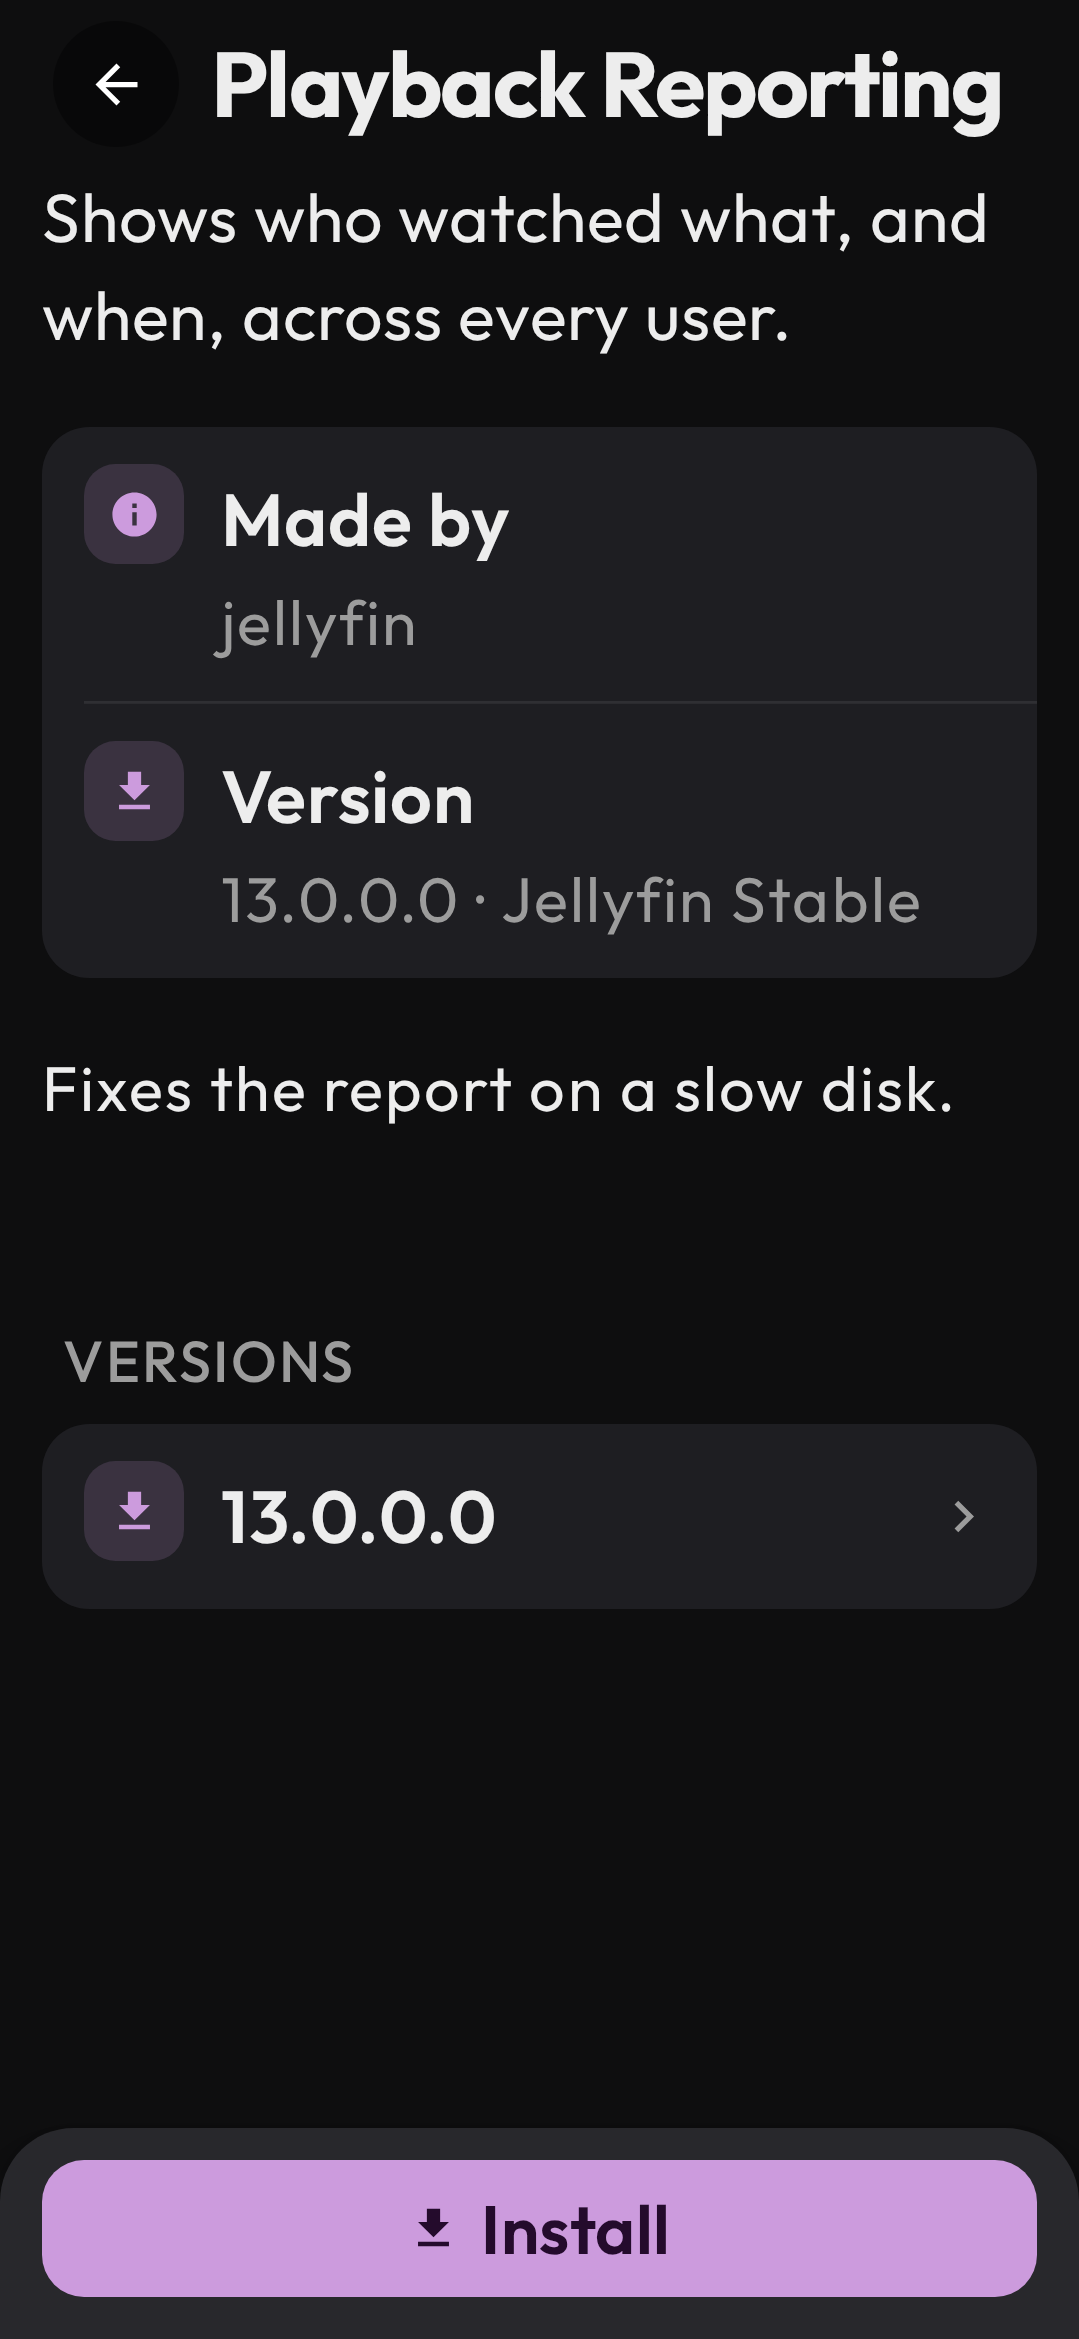 Playback Reporting
Shows who watched what, and
when, across every user.
Made by
jellyfin
Version
13.0.0.0 · Jellyfin Stable
Fixes the report on a slow disk.
VERSIONS
13.0.0.0
Install